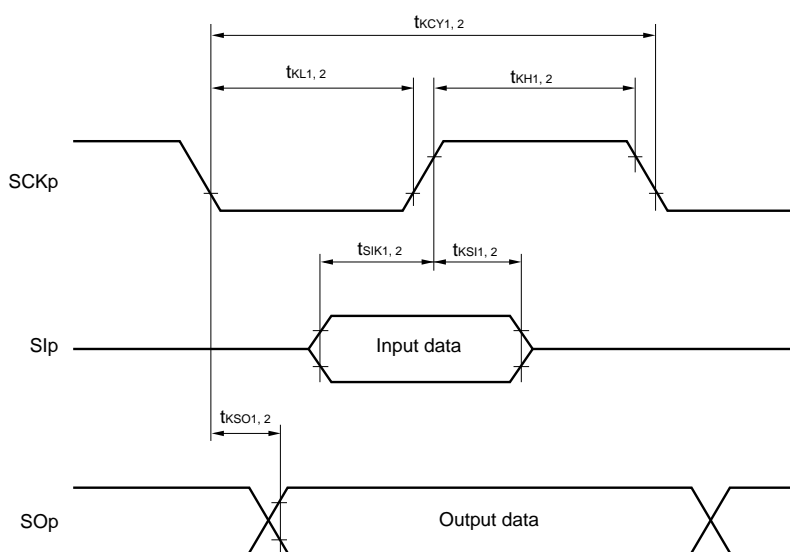 tKCY1, 2
tKL1, 2
tKH1, 2
SCKp
tSIK1, 2
tKSI1, 2
SIp
Input data
tKSO1, 2
SOp
Output data